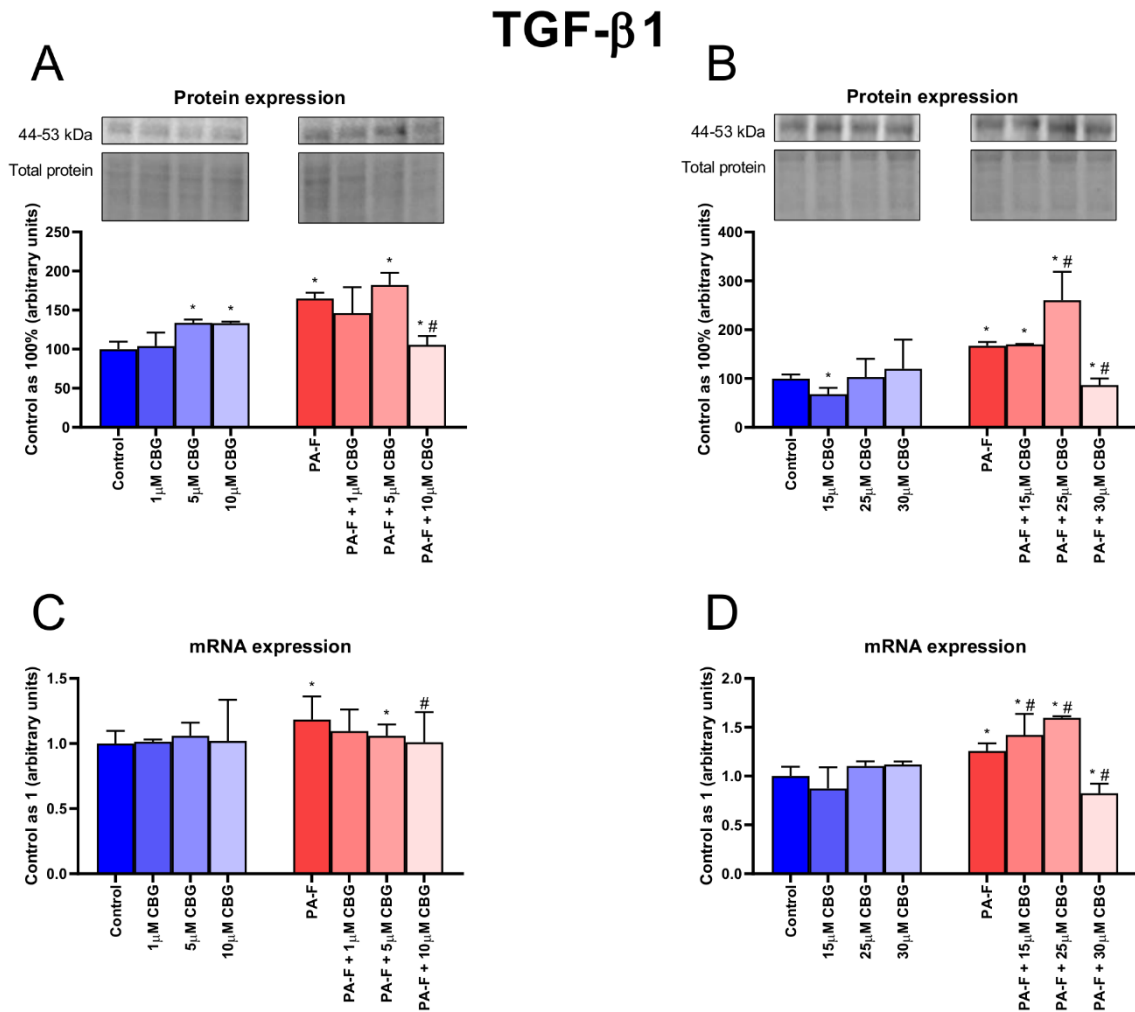 TGF-β1
A
Protein expression
44-53 kDa
Total protein
Control as 100% (arbitrary units)
250
200
150
100
50
0
* * * * * #
Control
1μM CBG
5μM CBG
10μM CBG
PA-F
PA-F + 1μM CBG
PA-F + 5μM CBG
PA-F + 10μM CBG
B
Protein expression
44-53 kDa
Total protein
Control as 100% (arbitrary units)
400
300
200
100
0
* * * * # * #
Control
15μM CBG
25μM CBG
30μM CBG
PA-F
PA-F + 15μM CBG
PA-F + 25μM CBG
PA-F + 30μM CBG
C
mRNA expression
Control as 1 (arbitrary units)
1.5
1.0
0.5
0.0
* * #
Control
1μM CBG
5μM CBG
10μM CBG
PA-F
PA-F + 1μM CBG
PA-F + 5μM CBG
PA-F + 10μM CBG
D
mRNA expression
Control as 1 (arbitrary units)
2.0
1.5
1.0
0.5
0.0
* * # * # * #
Control
15μM CBG
25μM CBG
30μM CBG
PA-F
PA-F + 15μM CBG
PA-F + 25μM CBG
PA-F + 30μM CBG